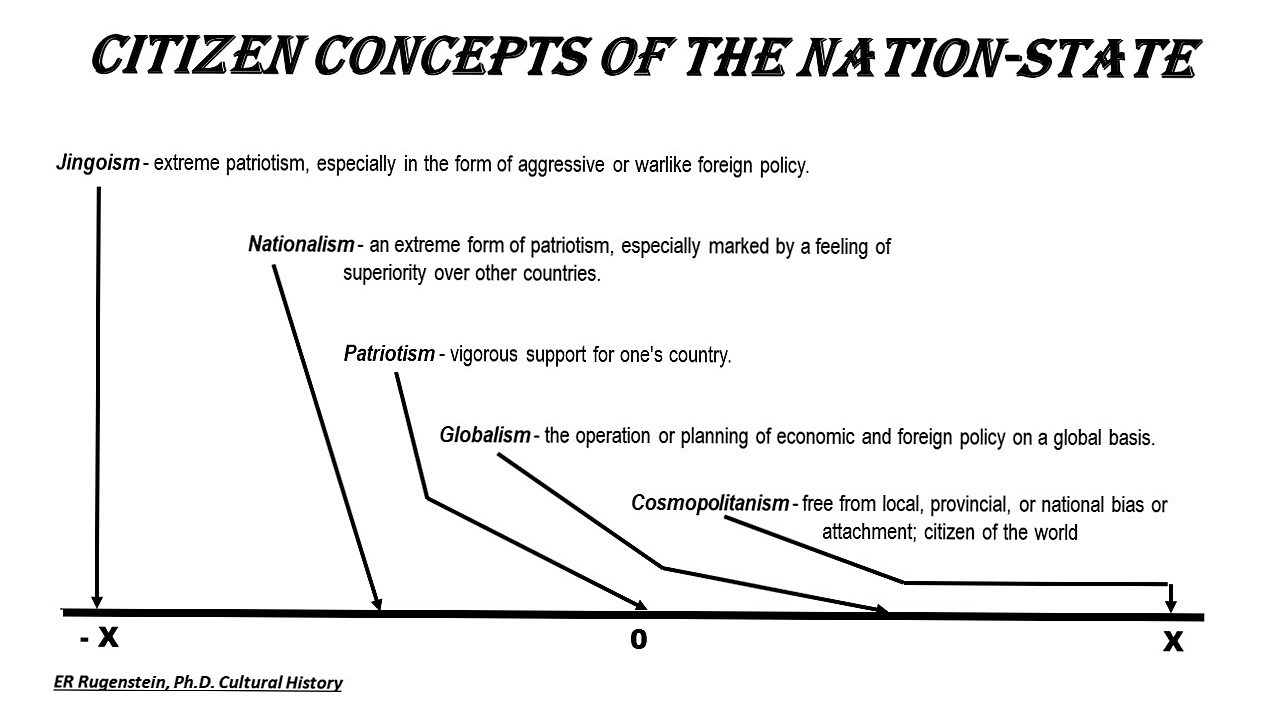 CITIZEN CONCEPTS OF THE NATION-STATE
Jingoism - extreme patriotism, especially in the form of aggressive or warlike foreign policy.
Nationalism - an extreme form of patriotism, especially marked by a feeling of
superiority over other countries.
Patriotism - vigorous support for one's country.
Globalism - the operation or planning of economic and foreign policy on a global basis.
Cosmopolitanism - free from local, provincial, or national bias or
attachment; citizen of the world
- X
0
X
ER Rugenstein, Ph.D. Cultural History